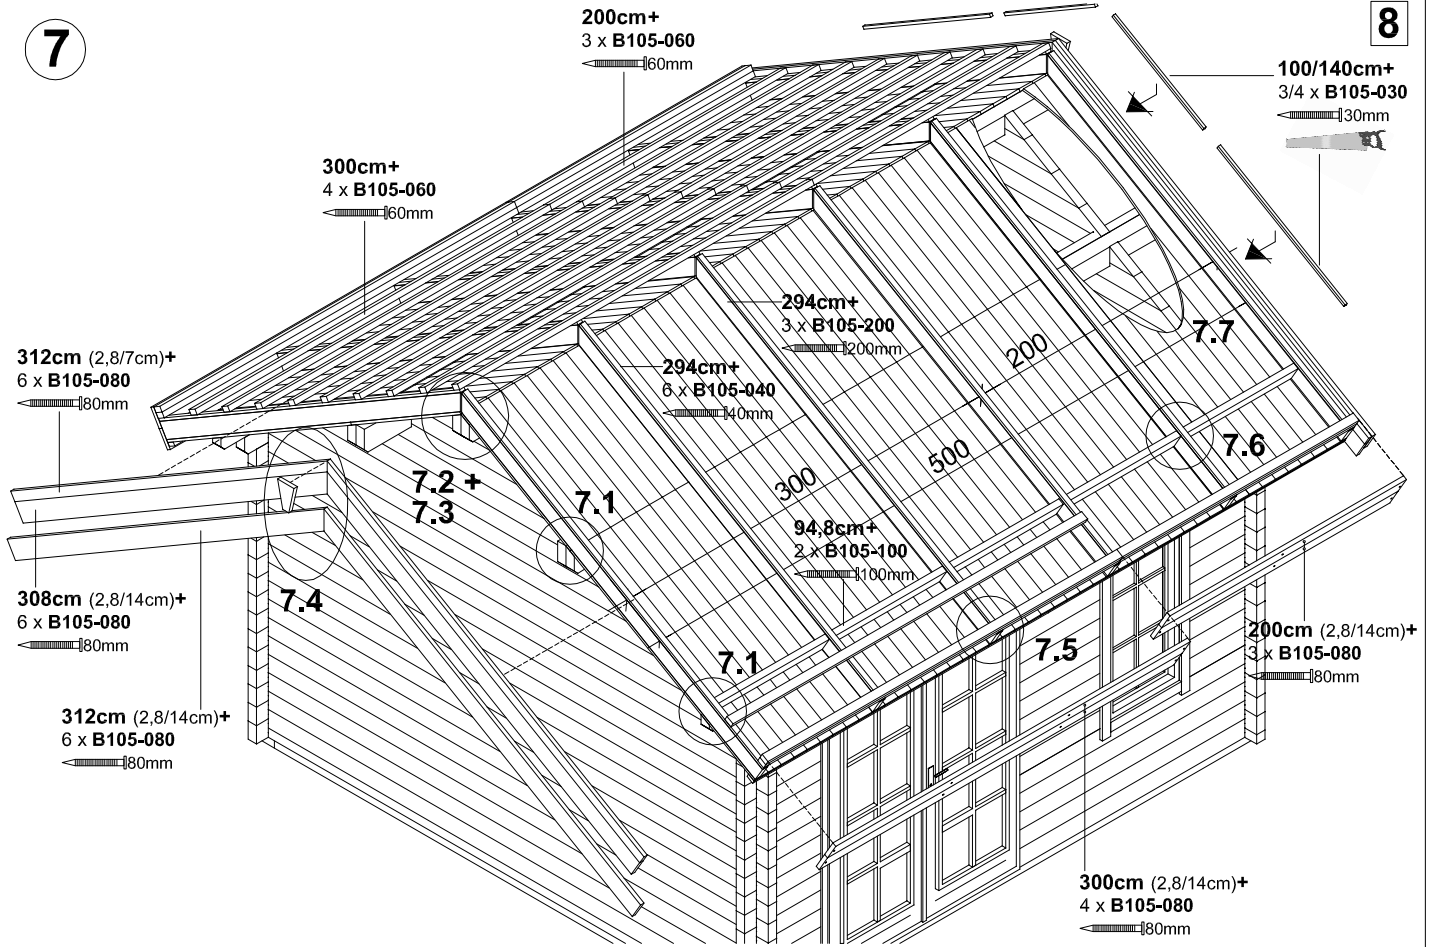 7
200cm+
3 x B105-060
60mm
8
100/140cm+
3/4 x B105-030
30mm
300cm+
4 x B105-060
60mm
294cm+
3 x B105-200
200mm
200
7.7
312cm (2,8/7cm)+
6 x B105-080
80mm
294cm+
6 x B105-040
40mm
7.2 +
7.3
7.1
300
500
7.6
94,8cm+
2 x B105-100
100mm
308cm (2,8/14cm)+
6 x B105-080
80mm
7.4
7.1
7.5
200cm (2,8/14cm)+
3 x B105-080
80mm
312cm (2,8/14cm)+
6 x B105-080
80mm
300cm (2,8/14cm)+
4 x B105-080
80mm